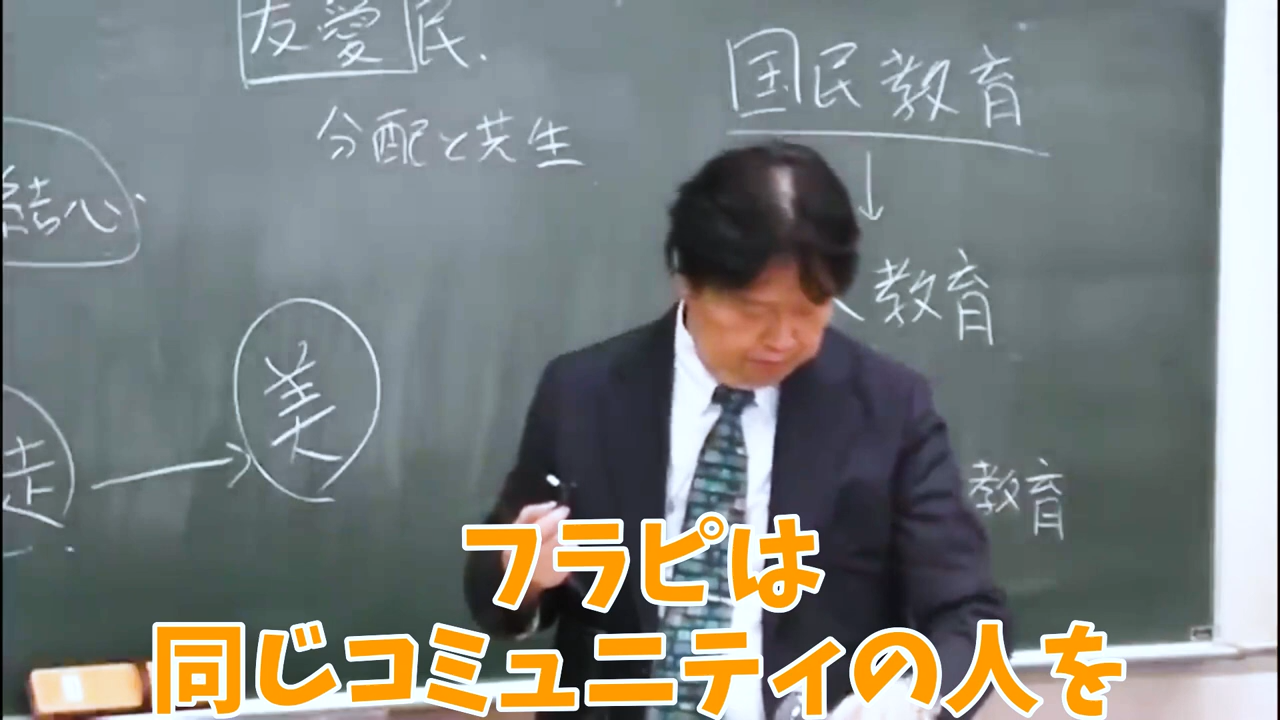 友愛民.
分配と共生
国民教育
↓
教育
結心
美
走
→
教育
フラピは
同じコミュニティの人を